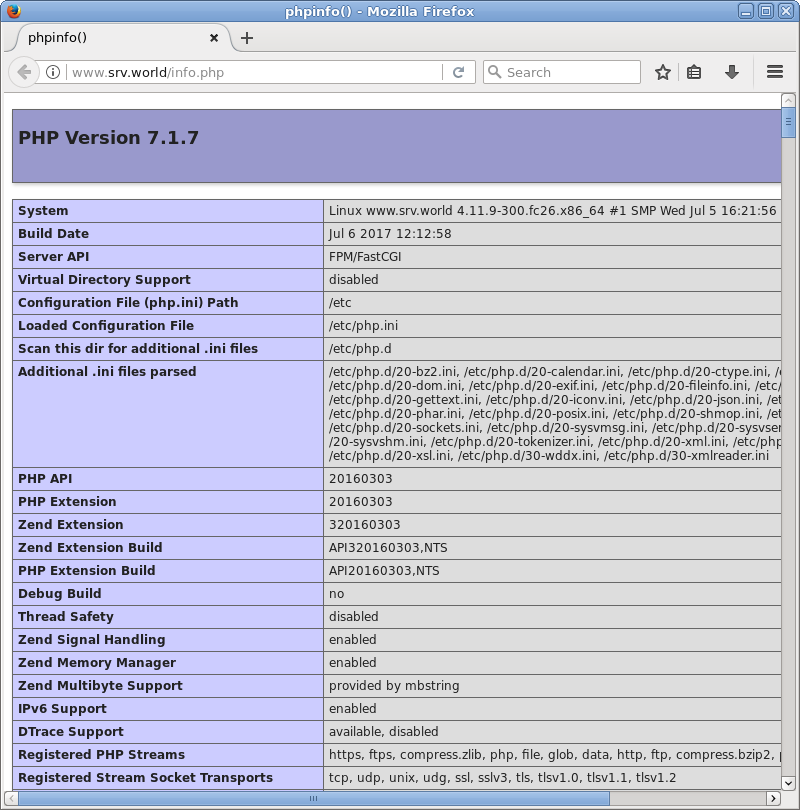 phpinfo() - Mozilla Firefox
phpinfo()
www.srv.world/info.php
Search
PHP Version 7.1.7
System Linux www.srv.world 4.11.9-300.fc26.x86_64 #1 SMP Wed Jul 5 16:21:56
Build Date Jul 6 2017 12:12:58
Server API FPM/FastCGI
Virtual Directory Support disabled
Configuration File (php.ini) Path /etc
Loaded Configuration File /etc/php.ini
Scan this dir for additional .ini files /etc/php.d
Additional .ini files parsed /etc/php.d/20-bz2.ini, /etc/php.d/20-calendar.ini, /etc/php.d/20-ctype.ini,
/etc/php.d/20-dom.ini, /etc/php.d/20-exif.ini, /etc/php.d/20-fileinfo.ini, /etc/
/etc/php.d/20-gettext.ini, /etc/php.d/20-iconv.ini, /etc/php.d/20-json.ini, /et
/etc/php.d/20-phar.ini, /etc/php.d/20-posix.ini, /etc/php.d/20-shmop.ini, /et
/etc/php.d/20-sockets.ini, /etc/php.d/20-sysvmsg.ini, /etc/php.d/20-sysvsem
/20-sysvshm.ini, /etc/php.d/20-tokenizer.ini, /etc/php.d/20-xml.ini, /etc/php
/etc/php.d/20-xsl.ini, /etc/php.d/30-wddx.ini, /etc/php.d/30-xmlreader.ini
PHP API 20160303
PHP Extension 20160303
Zend Extension 320160303
Zend Extension Build API320160303,NTS
PHP Extension Build API20160303,NTS
Debug Build no
Thread Safety disabled
Zend Signal Handling enabled
Zend Memory Manager enabled
Zend Multibyte Support provided by mbstring
IPv6 Support enabled
DTrace Support available, disabled
Registered PHP Streams https, ftps, compress.zlib, php, file, glob, data, http, ftp, compress.bzip2,
Registered Stream Socket Transports tcp, udp, unix, udg, ssl, sslv3, tls, tlsv1.0, tlsv1.1, tlsv1.2